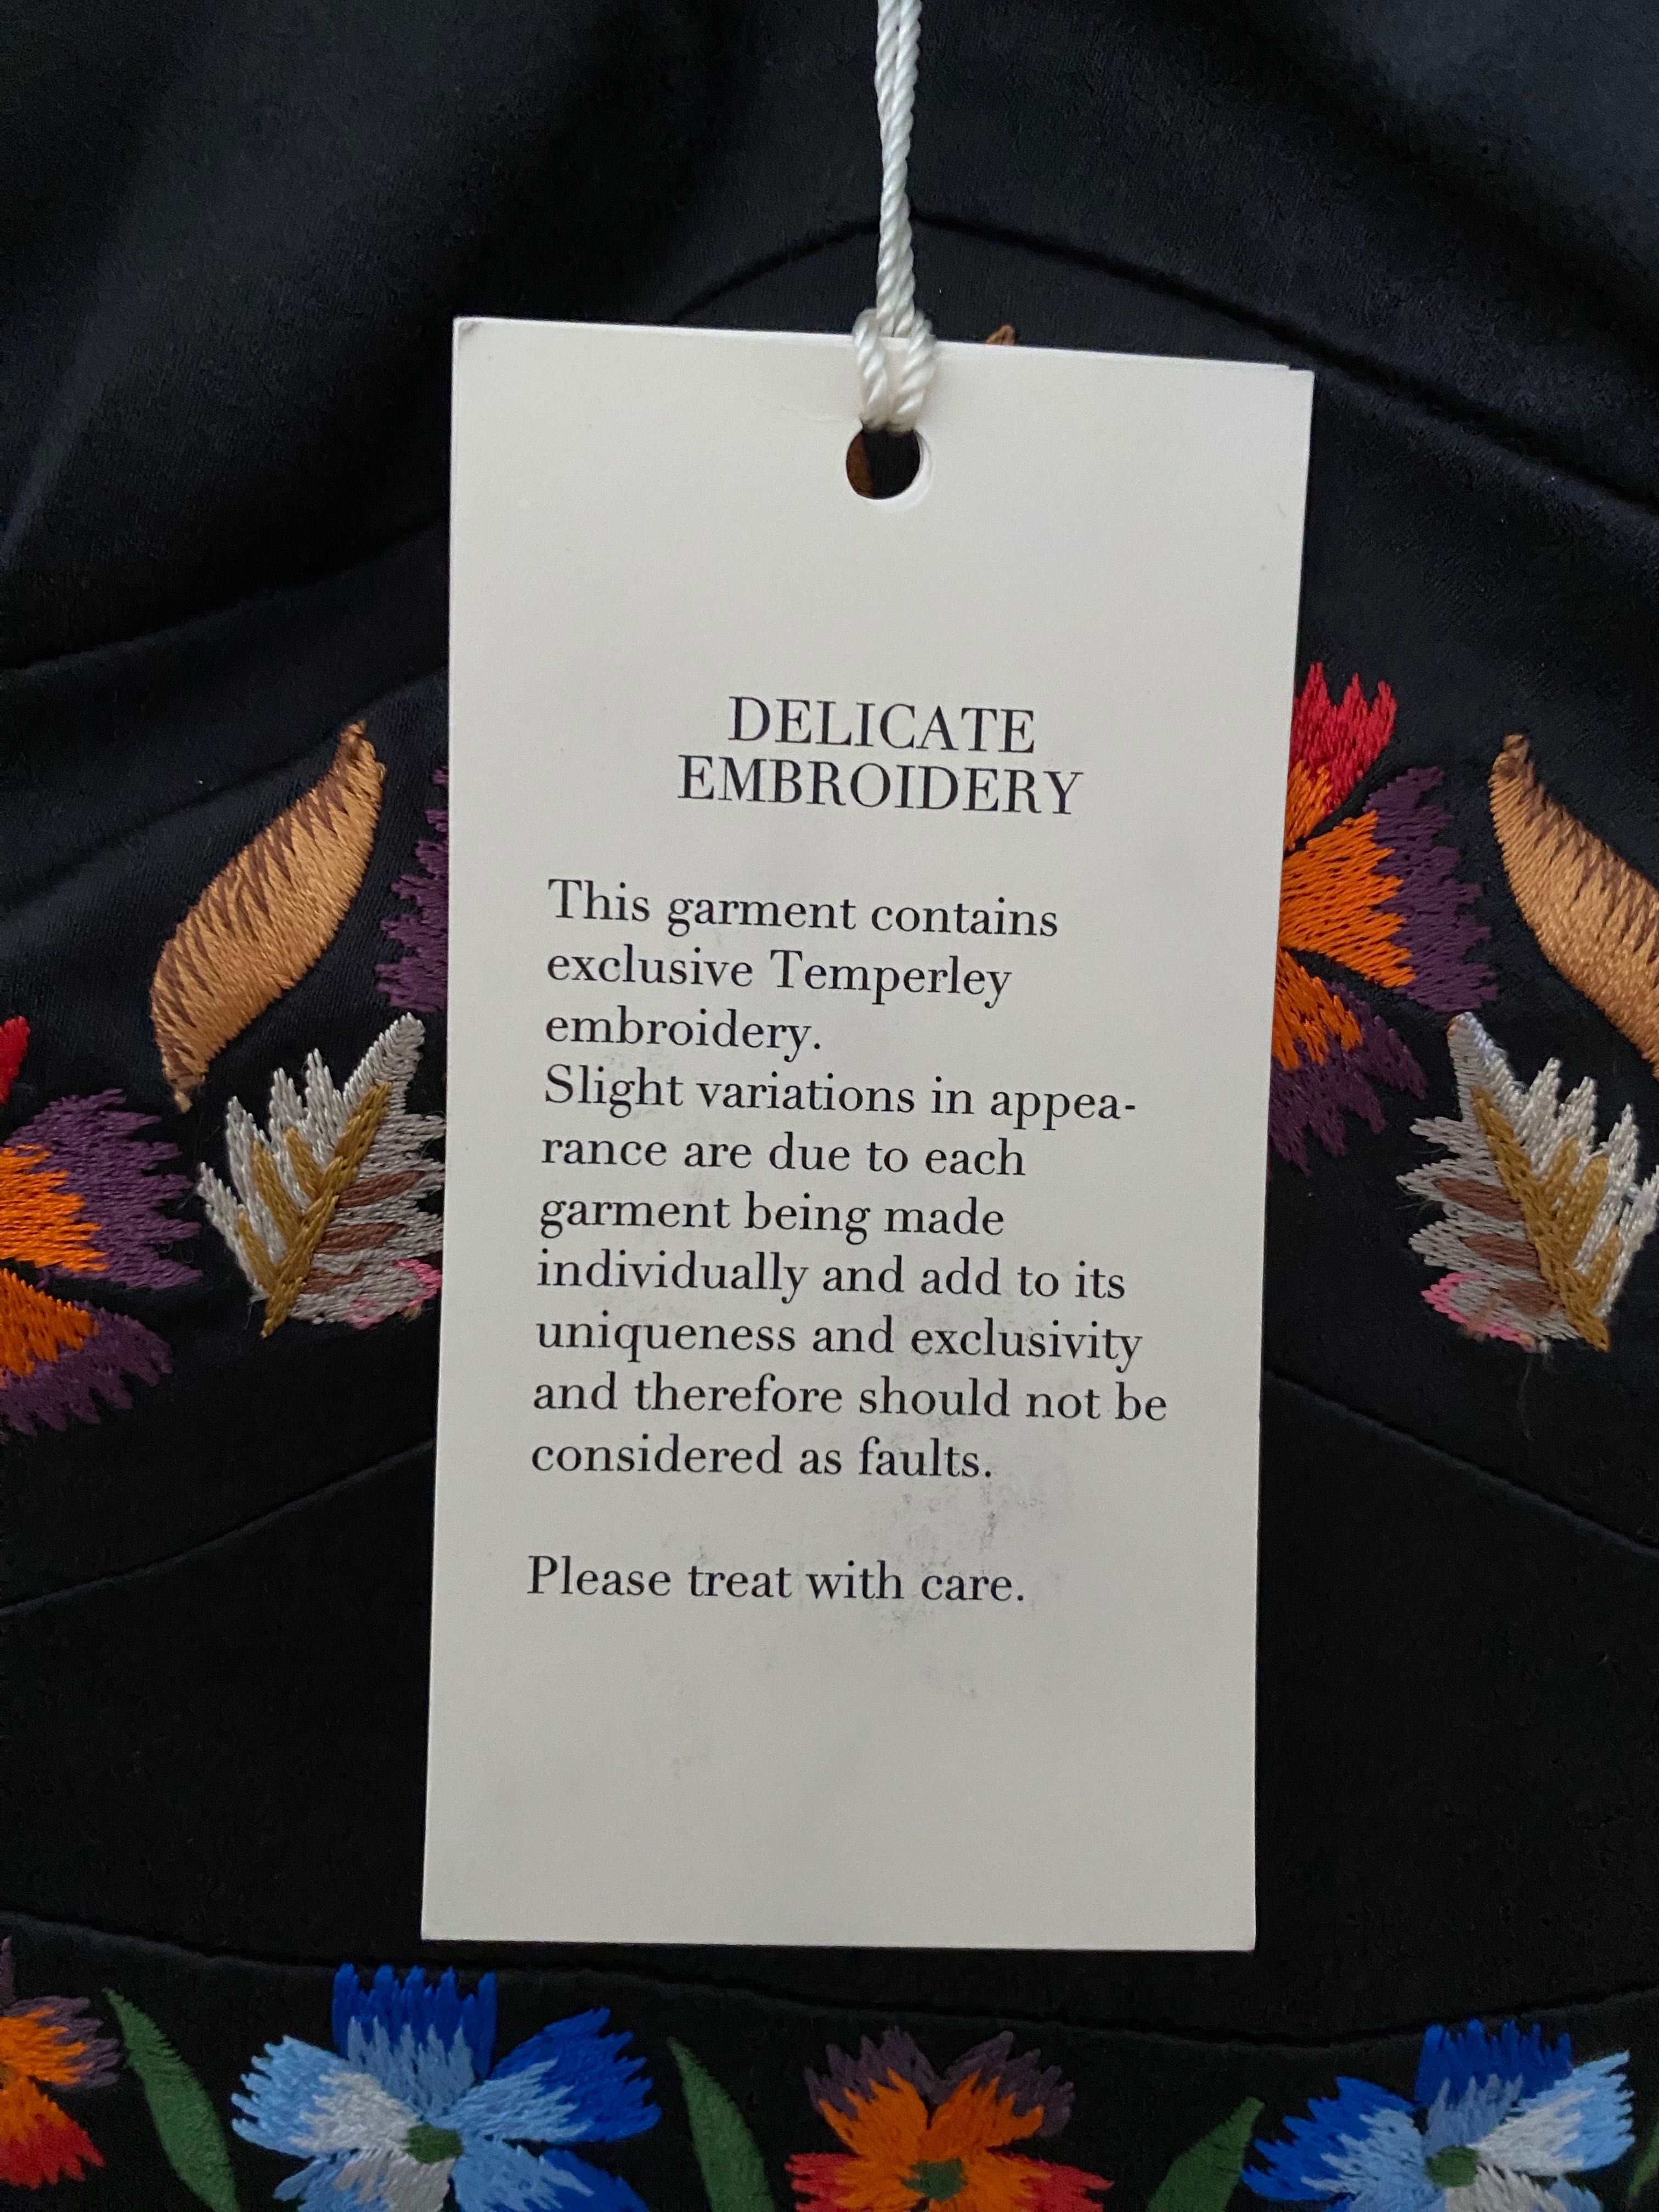 DELICATE
EMBROIDERY
This garment contains
exclusive Temperley
embroidery.
Slight variations in appea-
rance are due to each
garment being made
individually and add to its
uniqueness and exclusivity
and therefore should not be
considered as faults.
Please treat with care.